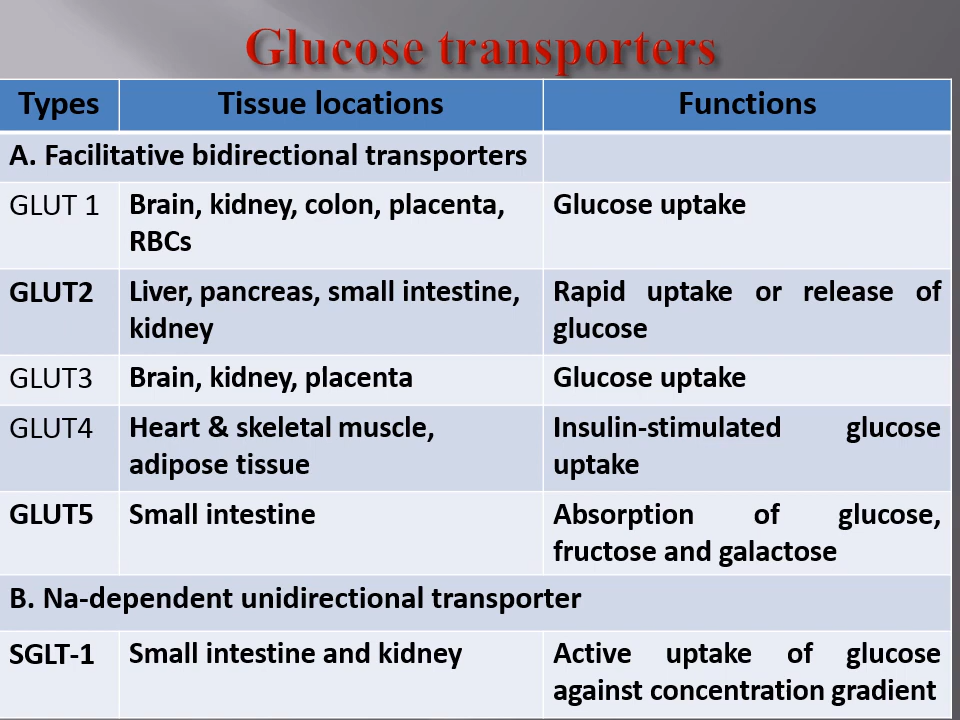 Glucose transporters
Types Tissue locations Functions
A. Facilitative bidirectional transporters
GLUT 1 Brain, kidney, colon, placenta, Glucose uptake
RBCs
GLUT2 Liver, pancreas, small intestine, Rapid uptake or release of
kidney glucose
GLUT3 Brain, kidney, placenta Glucose uptake
GLUT4 Heart & skeletal muscle, Insulin-stimulated glucose
adipose tissue uptake
GLUT5 Small intestine Absorption of glucose,
fructose and galactose
B. Na-dependent unidirectional transporter
SGLT-1 Small intestine and kidney Active uptake of glucose
against concentration gradient